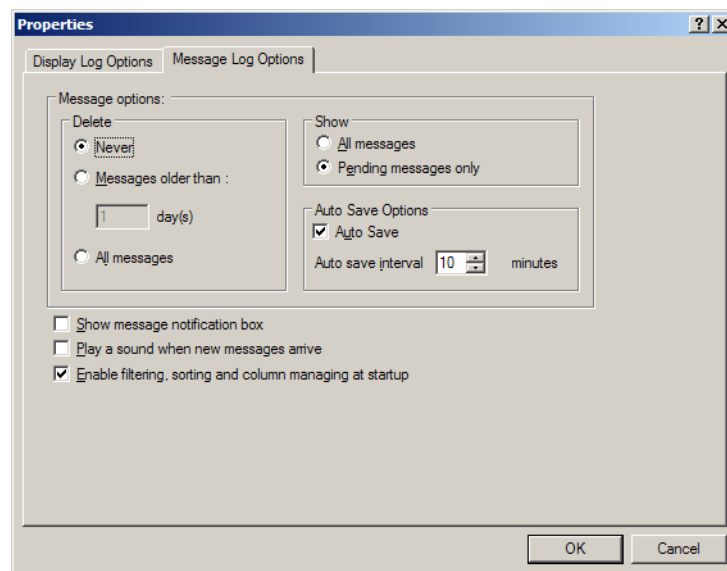 Properties
Display Log Options
Message Log Options
Message options:
Delete
Never
Messages older than :
1 day(s)
All messages
Show
All messages
Pending messages only
Auto Save Options
Auto Save
Auto save interval 10 minutes
Show message notification box
Play a sound when new messages arrive
Enable filtering, sorting and column managing at startup
OK
Cancel